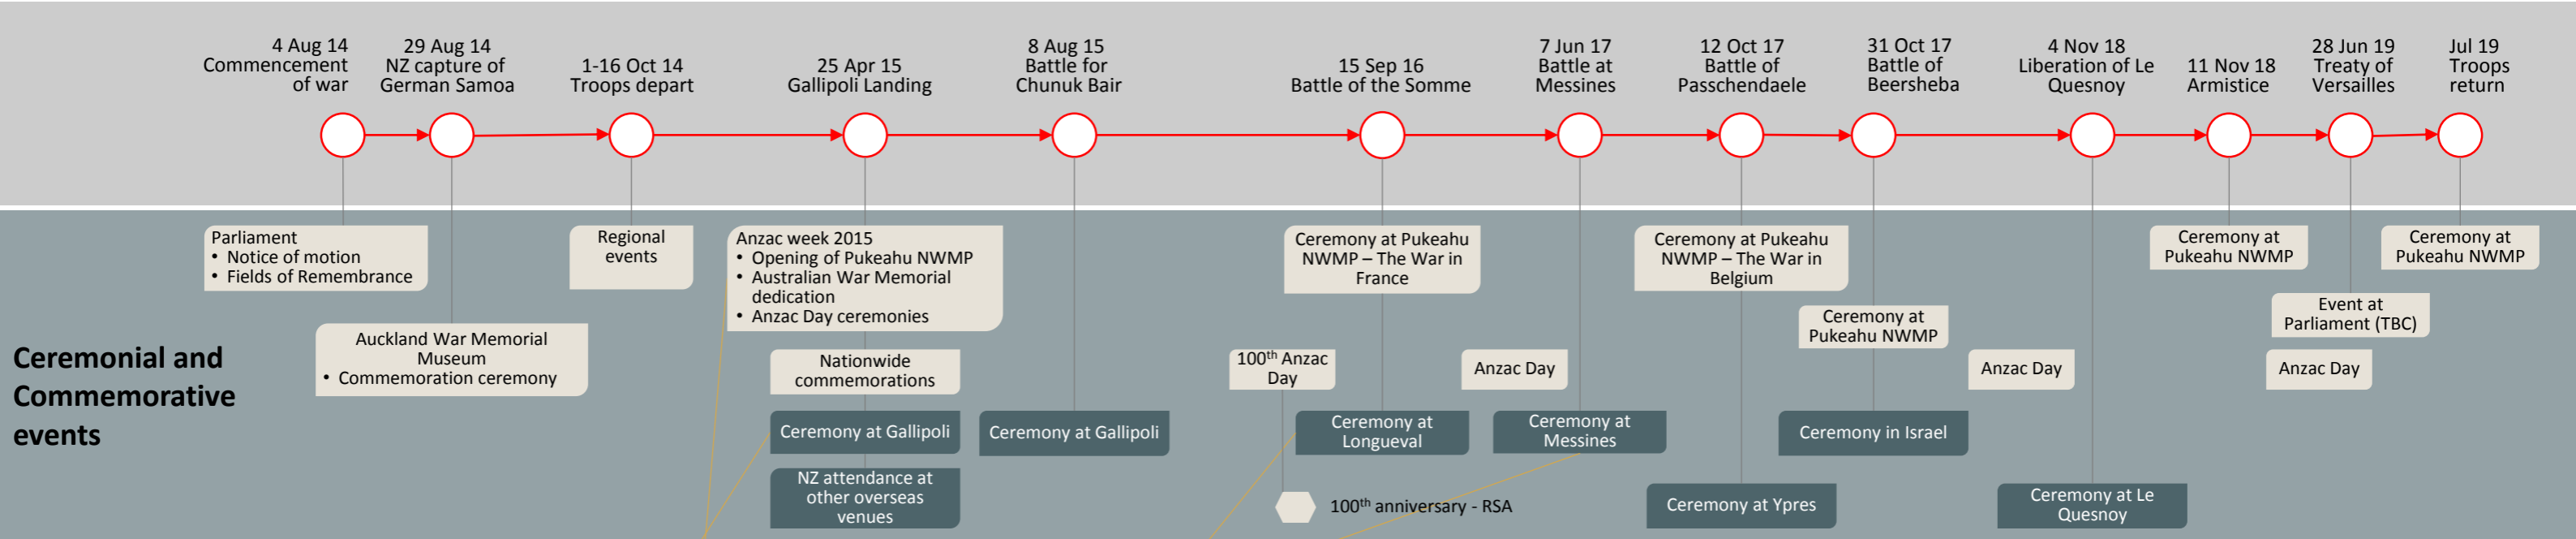 4 Aug 14
Commencement
of war
29 Aug 14
NZ capture of
German Samoa
1-16 Oct 14
Troops depart
25 Apr 15
Gallipoli Landing
8 Aug 15
Battle for
Chunuk Bair
15 Sep 16
Battle of the Somme
7 Jun 17
Battle at
Messines
12 Oct 17
Battle of
Passchendaele
31 Oct 17
Battle of
Beersheba
4 Nov 18
Liberation of Le
Quesnoy
11 Nov 18
Armistice
28 Jun 19
Treaty of
Versailles
Jul 19
Troops
return
Ceremonial and
Commemorative
events
Parliament
• Notice of motion
• Fields of Remembrance
Auckland War Memorial
Museum
• Commemoration ceremony
Regional
events
Anzac week 2015
• Opening of Pukeahu NWMP
• Australian War Memorial
dedication
• Anzac Day ceremonies
Nationwide
commemorations
Ceremony at Gallipoli
NZ attendance at
other overseas
venues
Ceremony at Gallipoli
Ceremony at Pukeahu
NWMP – The War in
France
100th Anzac
Day
Ceremony at
Longueval
100th anniversary - RSA
Anzac Day
Ceremony at
Messines
Ceremony at Pukeahu
NWMP – The War in
Belgium
Ceremony at
Pukeahu NWMP
Ceremony in Israel
Ceremony at Ypres
Anzac Day
Ceremony at Le
Quesnoy
Ceremony at
Pukeahu NWMP
Event at
Parliament (TBC)
Anzac Day
Ceremony at
Pukeahu NWMP